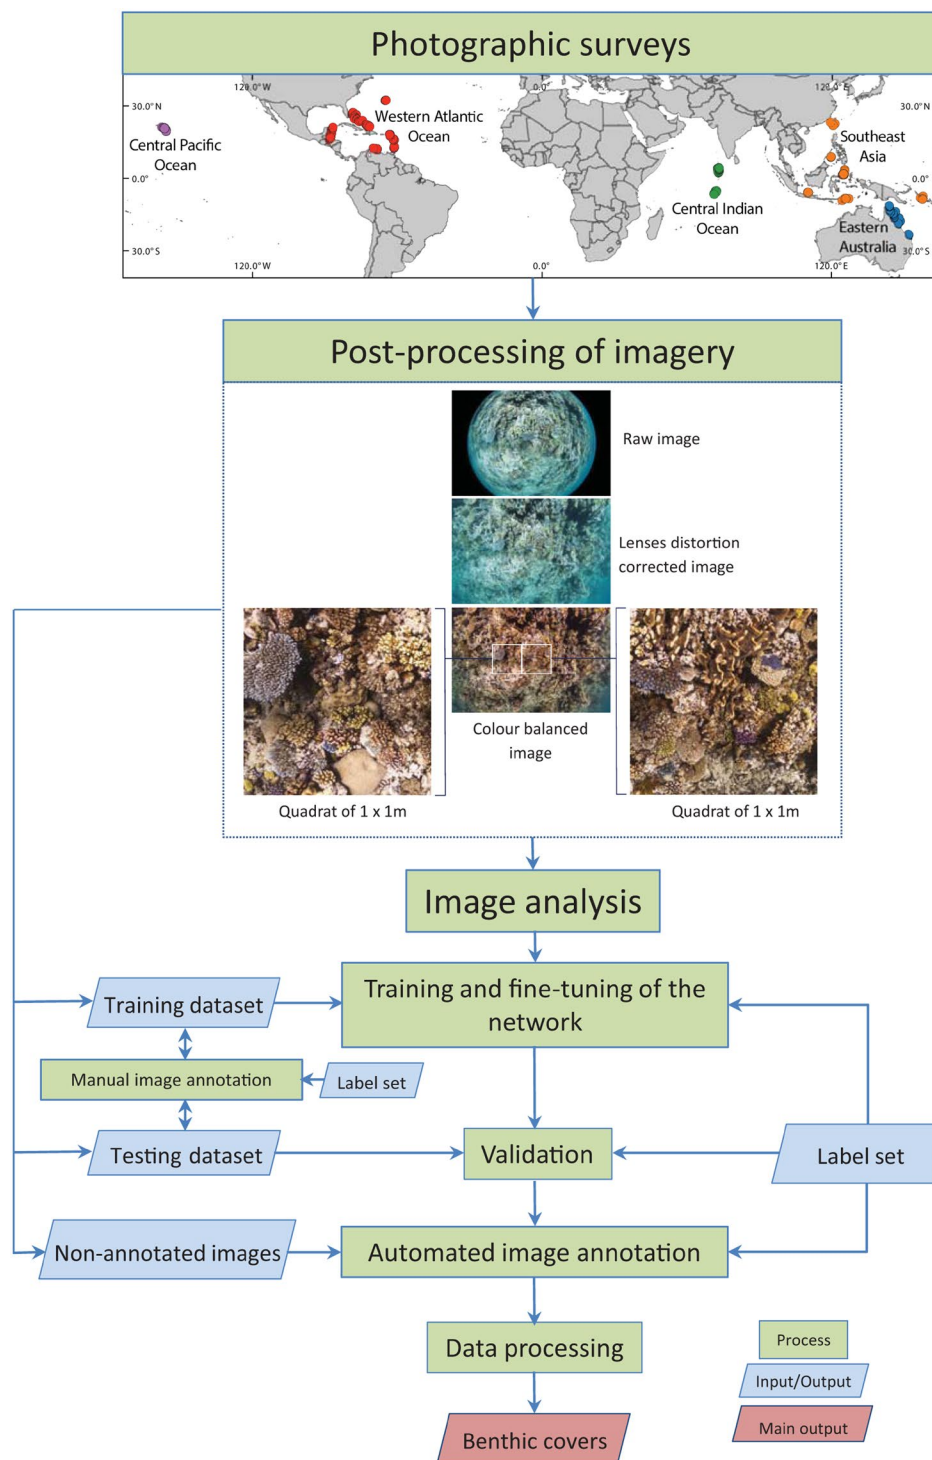 Photographic surveys
120.0°W
0.0°
120.0°E
30.0°N
30.0°N
Western Atlantic
Ocean
Southeast
Asia
Central Pacific
Ocean
0.0°
0.0°
Central Indian
Ocean
Eastern
Australia
30.0°S
30.0°S
120.0°W
0.0°
120.0°E
Post-processing of imagery
Raw image
Lenses distortion
corrected image
Colour balanced
image
Quadrat of 1 x 1m
Quadrat of 1 x 1m
Image analysis
Training dataset
Training and fine-tuning of the
network
Manual image annotation
Label set
Testing dataset
Validation
Label set
Non-annotated images
Automated image annotation
Data processing
Benthic covers
Process
Input/Output
Main output